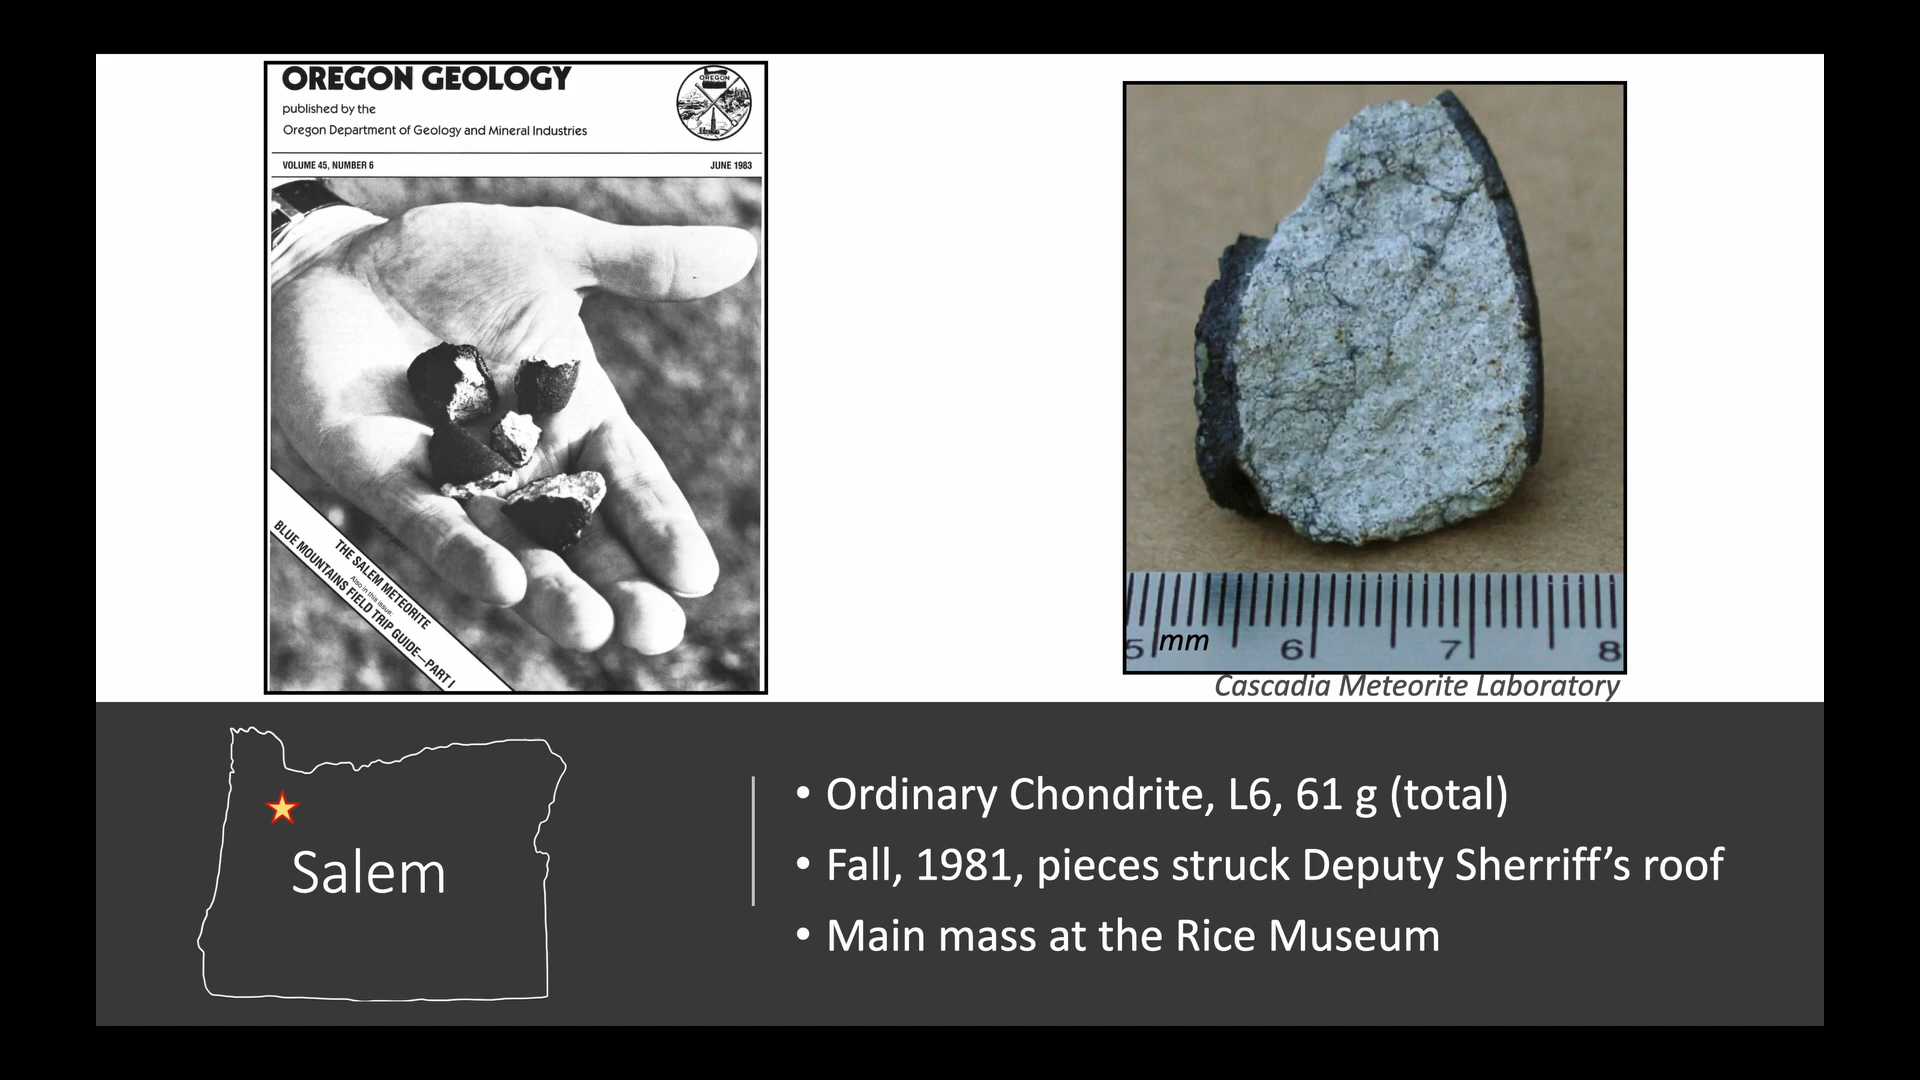 OREGON GEOLOGY
published by the
Oregon Department of Geology and Mineral Industries
OREGON
VOLUME 45, NUMBER 6
JUNE 1983
THE SALEM METEORITE
Also in this issue:
BLUE MOUNTAINS FIELD TRIP GUIDE—PART I
5 mm 6 7 8
Cascadia Meteorite Laboratory
Salem
• Ordinary Chondrite, L6, 61 g (total)
• Fall, 1981, pieces struck Deputy Sherriff’s roof
• Main mass at the Rice Museum